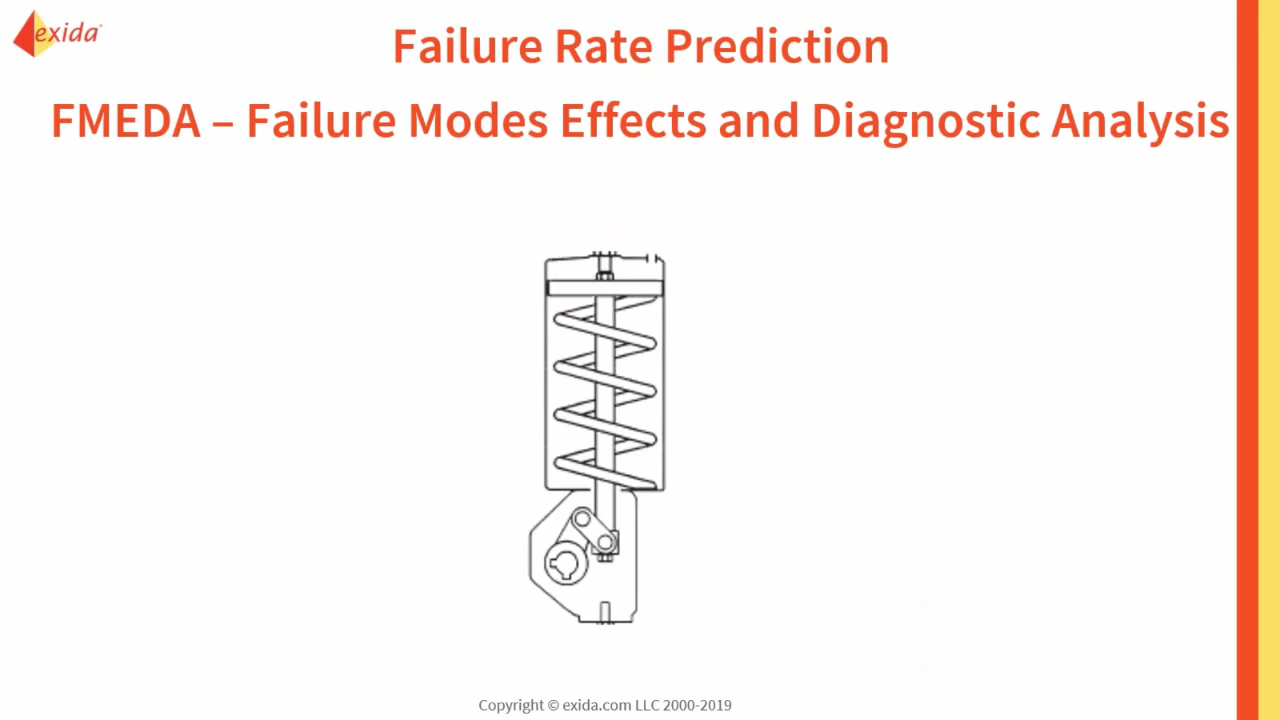 exida
Failure Rate Prediction
FMEDA – Failure Modes Effects and Diagnostic Analysis
Copyright © exida.com LLC 2000-2019